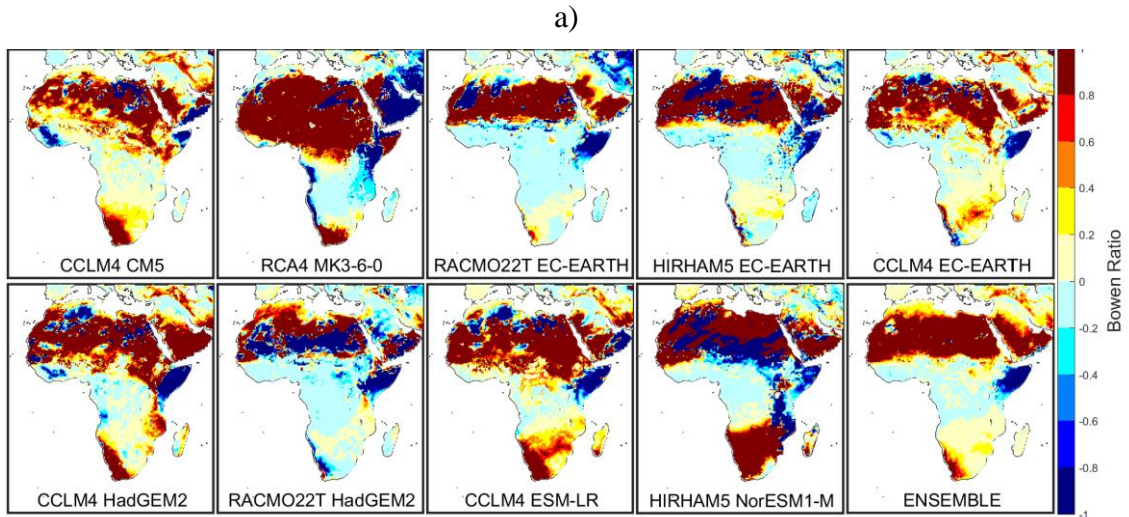 a)
CCLM4 CM5
RCA4 MK3-6-0
RACMO22T EC-EARTH
HIRHAM5 EC-EARTH
CCLM4 EC-EARTH
CCLM4 HadGEM2
RACMO22T HadGEM2
CCLM4 ESM-LR
HIRHAM5 NorESM1-M
ENSEMBLE
0.8
0.6
0.4
0.2
0
-0.2
-0.4
-0.6
-0.8
-1
Bowen Ratio